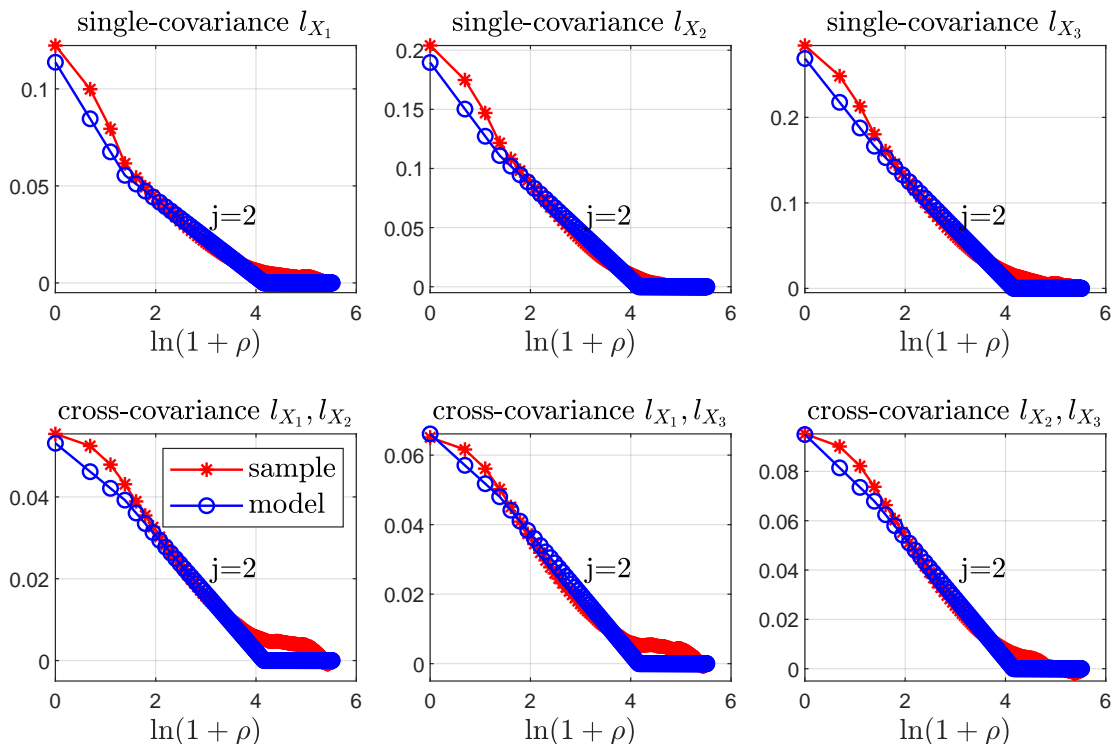 single-covariance l_{X_1}
single-covariance l_{X_2}
single-covariance l_{X_3}
0.1
0.05
0
j=2
0 2 4 6
ln(1 + ρ)
0.2
0.15
0.1
0.05
0
j=2
0 2 4 6
ln(1 + ρ)
0.2
0.1
0
j=2
0 2 4 6
ln(1 + ρ)
cross-covariance l_{X_1}, l_{X_2}
cross-covariance l_{X_1}, l_{X_3}
cross-covariance l_{X_2}, l_{X_3}
0.04
0.02
0
sample
model
j=2
0 2 4 6
ln(1 + ρ)
0.06
0.04
0.02
0
j=2
0 2 4 6
ln(1 + ρ)
0.08
0.06
0.04
0.02
0
j=2
0 2 4 6
ln(1 + ρ)